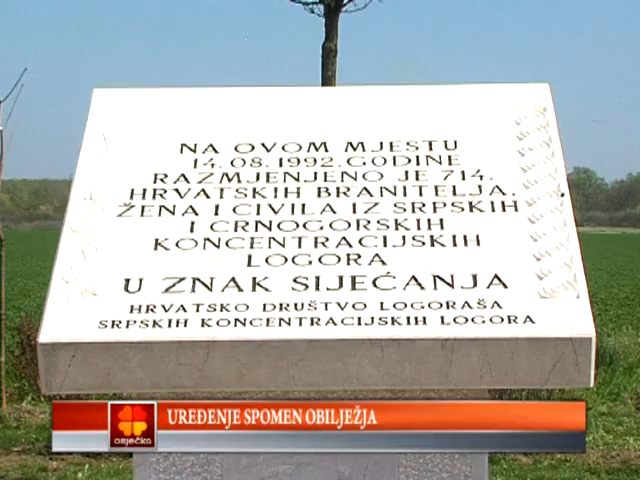 NA OVOM MJESTU
14.08.1992.GODINE
RAZMJENJENO JE 714.
HRVATSKIH BRANITELJA.
ŽENA I CIVILA IZ SRPSKIH
I CRNOGORSKIH
KONCENTRACIJSKIH
LOGORA
U ZNAK SIJEĆANJA
HRVATSKO DRUŠTVO LOGORAŠA
SRPSKIH KONCENTRACIJSKIH LOGORA
UREĐENJE SPOMEN OBILJEŽJA
osječka